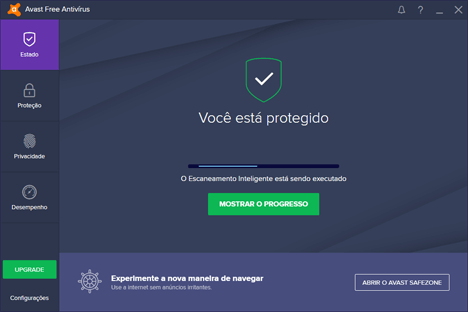 Avast Free Antivírus
?
Estado
Proteção
Privacidade
Desempenho
UPGRADE
Configurações
Você está protegido
O Escaneamento Inteligente está sendo executado
MOSTRAR O PROGRESSO
Experimente a nova maneira de navegar
Use a internet sem anúncios irritantes.
ABRIR O AVAST SAFEZONE